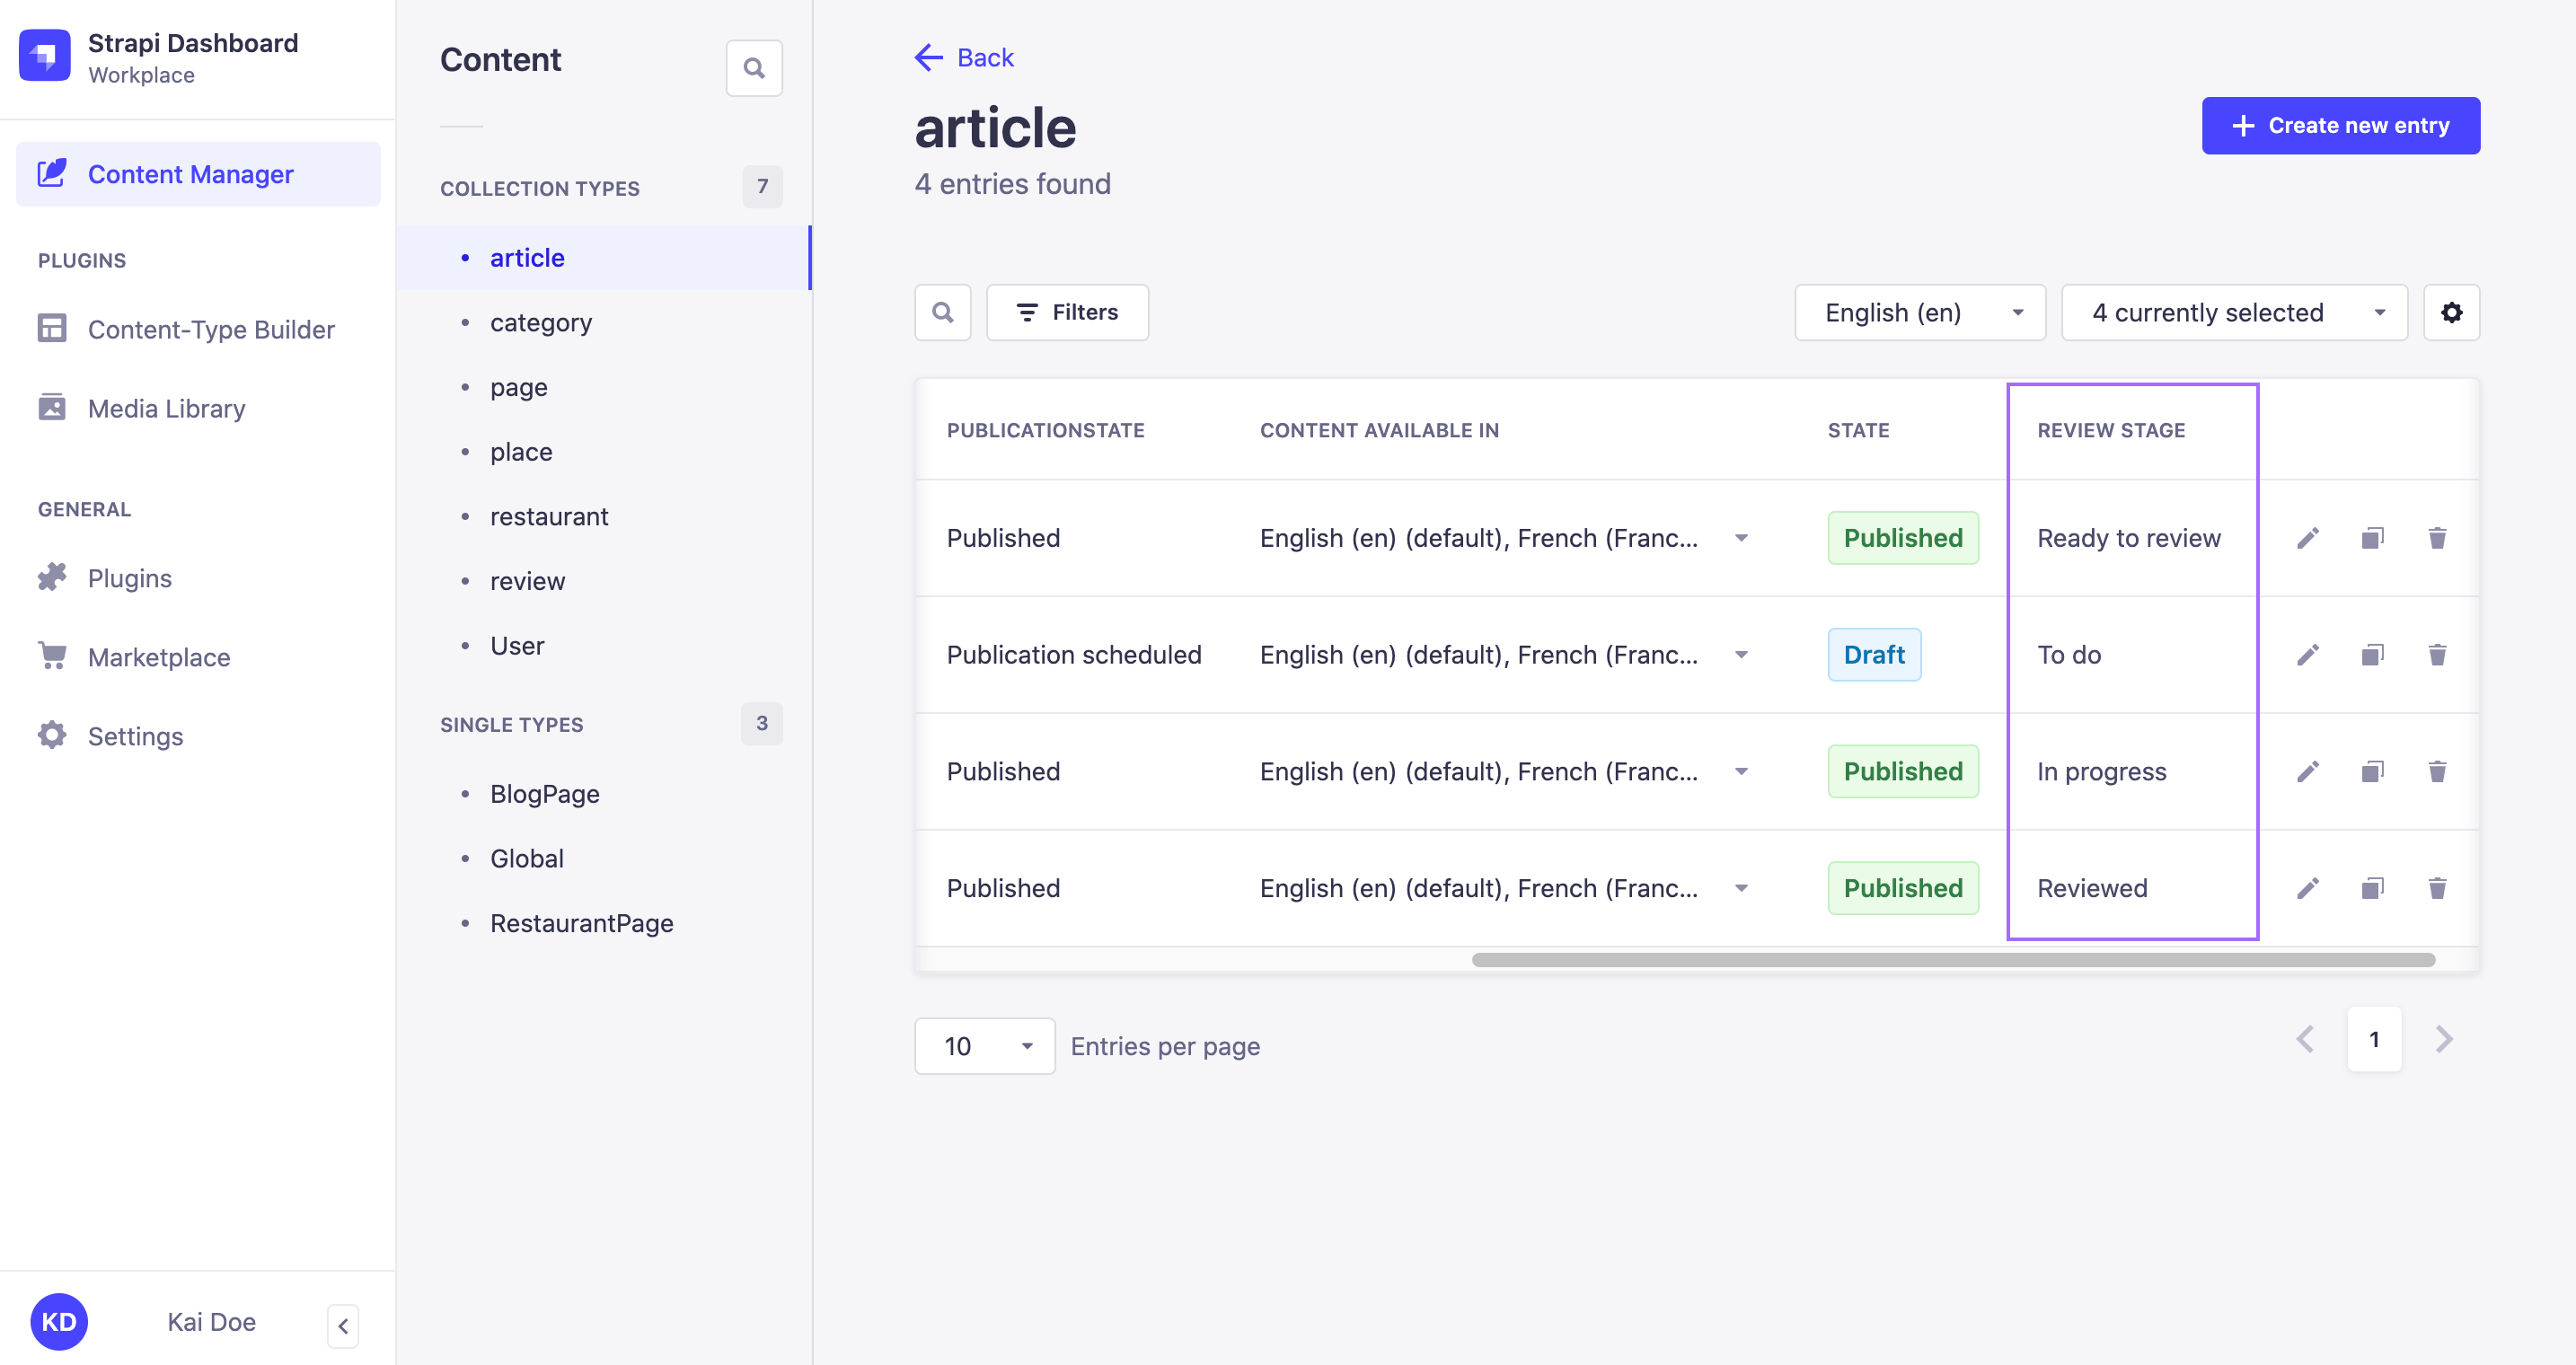 Strapi Dashboard
Workplace
Content Manager
PLUGINS
Content-Type Builder
Media Library
GENERAL
Plugins
Marketplace
Settings
KD
Kai Doe
Content
COLLECTION TYPES 7
article
category
page
place
restaurant
review
User
SINGLE TYPES 3
BlogPage
Global
RestaurantPage
Back
article
4 entries found
Create new entry
Filters
English (en)
4 currently selected
PUBLICATIONSTATE CONTENT AVAILABLE IN STATE REVIEW STAGE
Published English (en) (default), French (Franc... Published Ready to review
Publication scheduled English (en) (default), French (Franc... Draft To do
Published English (en) (default), French (Franc... Published In progress
Published English (en) (default), French (Franc... Published Reviewed
10 Entries per page
1